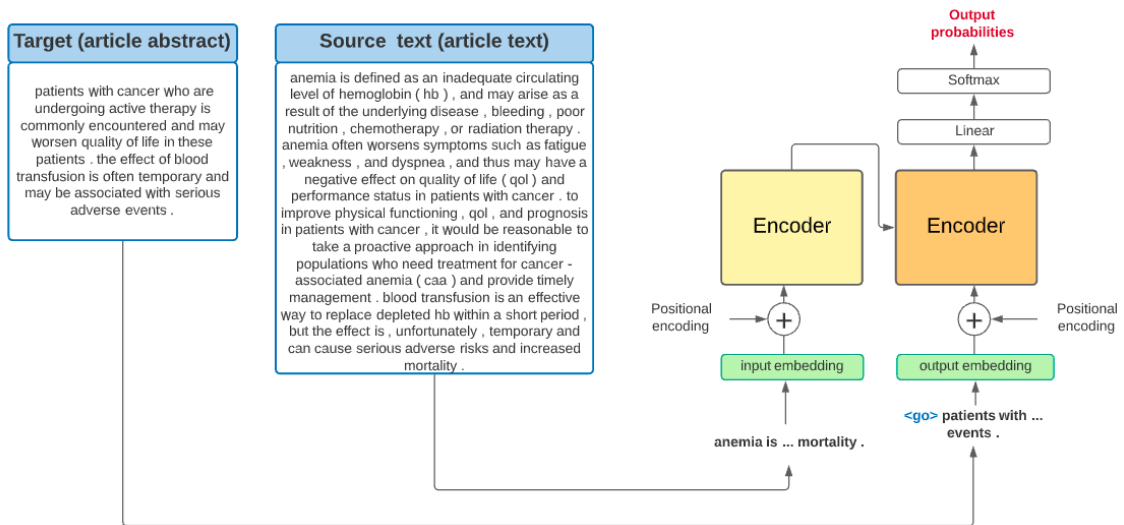 Target (article abstract)
patients with cancer who are
undergoing active therapy is
commonly encountered and may
worsen quality of life in these
patients . the effect of blood
transfusion is often temporary and
may be associated with serious
adverse events .
Source text (article text)
anemia is defined as an inadequate circulating
level of hemoglobin ( hb ) , and may arise as a
result of the underlying disease , bleeding , poor
nutrition , chemotherapy , or radiation therapy .
anemia often worsens symptoms such as fatigue
, weakness , and dyspnea , and thus may have a
negative effect on quality of life ( qol ) and
performance status in patients with cancer . to
improve physical functioning , qol , and prognosis
in patients with cancer , it would be reasonable to
take a proactive approach in identifying
populations who need treatment for cancer -
associated anemia ( caa ) and provide timely
management . blood transfusion is an effective
way to replace depleted hb within a short period ,
but the effect is , unfortunately , temporary and
can cause serious adverse risks and increased
mortality .
Output
probabilities
Softmax
Linear
Encoder
Encoder
Positional
encoding
+
+
Positional
encoding
input embedding
output embedding
anemia is ... mortality .
<go> patients with ...
events .